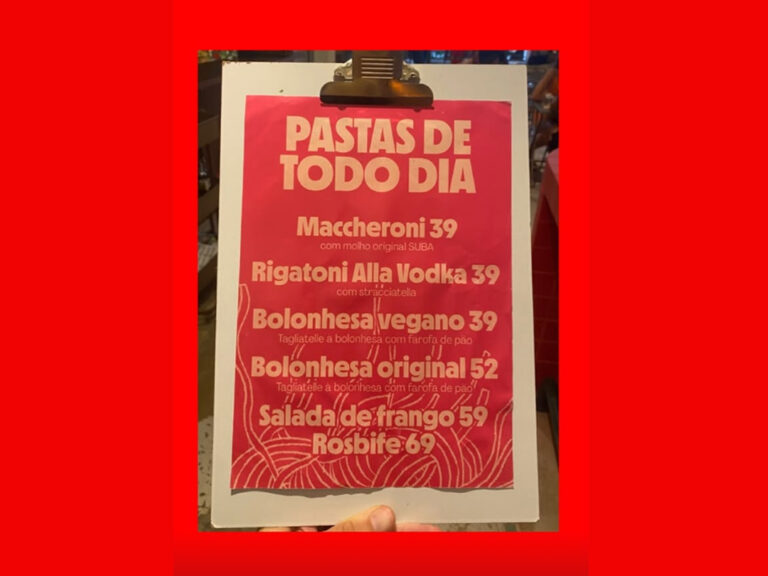 PASTAS DE
TODO DIA
Maccheroni 39
com molho original SUBA
Rigatoni Alla Vodka 39
com stracciatella
Bolonhesa vegano 39
Tagliatelle a bolonhesa com farofa de pão
Bolonhesa original 52
Tagliatelle a bolonhesa com farofa de pão
Salada de frango 59
Rosbife 69